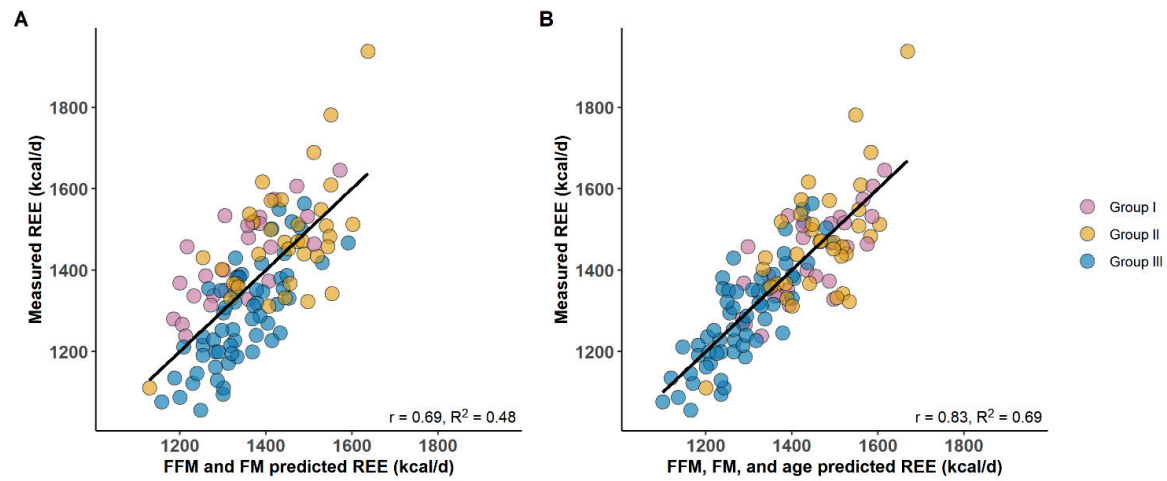 A
Measured REE (kcal/d)
1800
1600
1400
1200
r = 0.69, R² = 0.48
1200 1400 1600 1800
FFM and FM predicted REE (kcal/d)
B
Measured REE (kcal/d)
1800
1600
1400
1200
r = 0.83, R² = 0.69
1200 1400 1600 1800
FFM, FM, and age predicted REE (kcal/d)
Group I
Group II
Group III